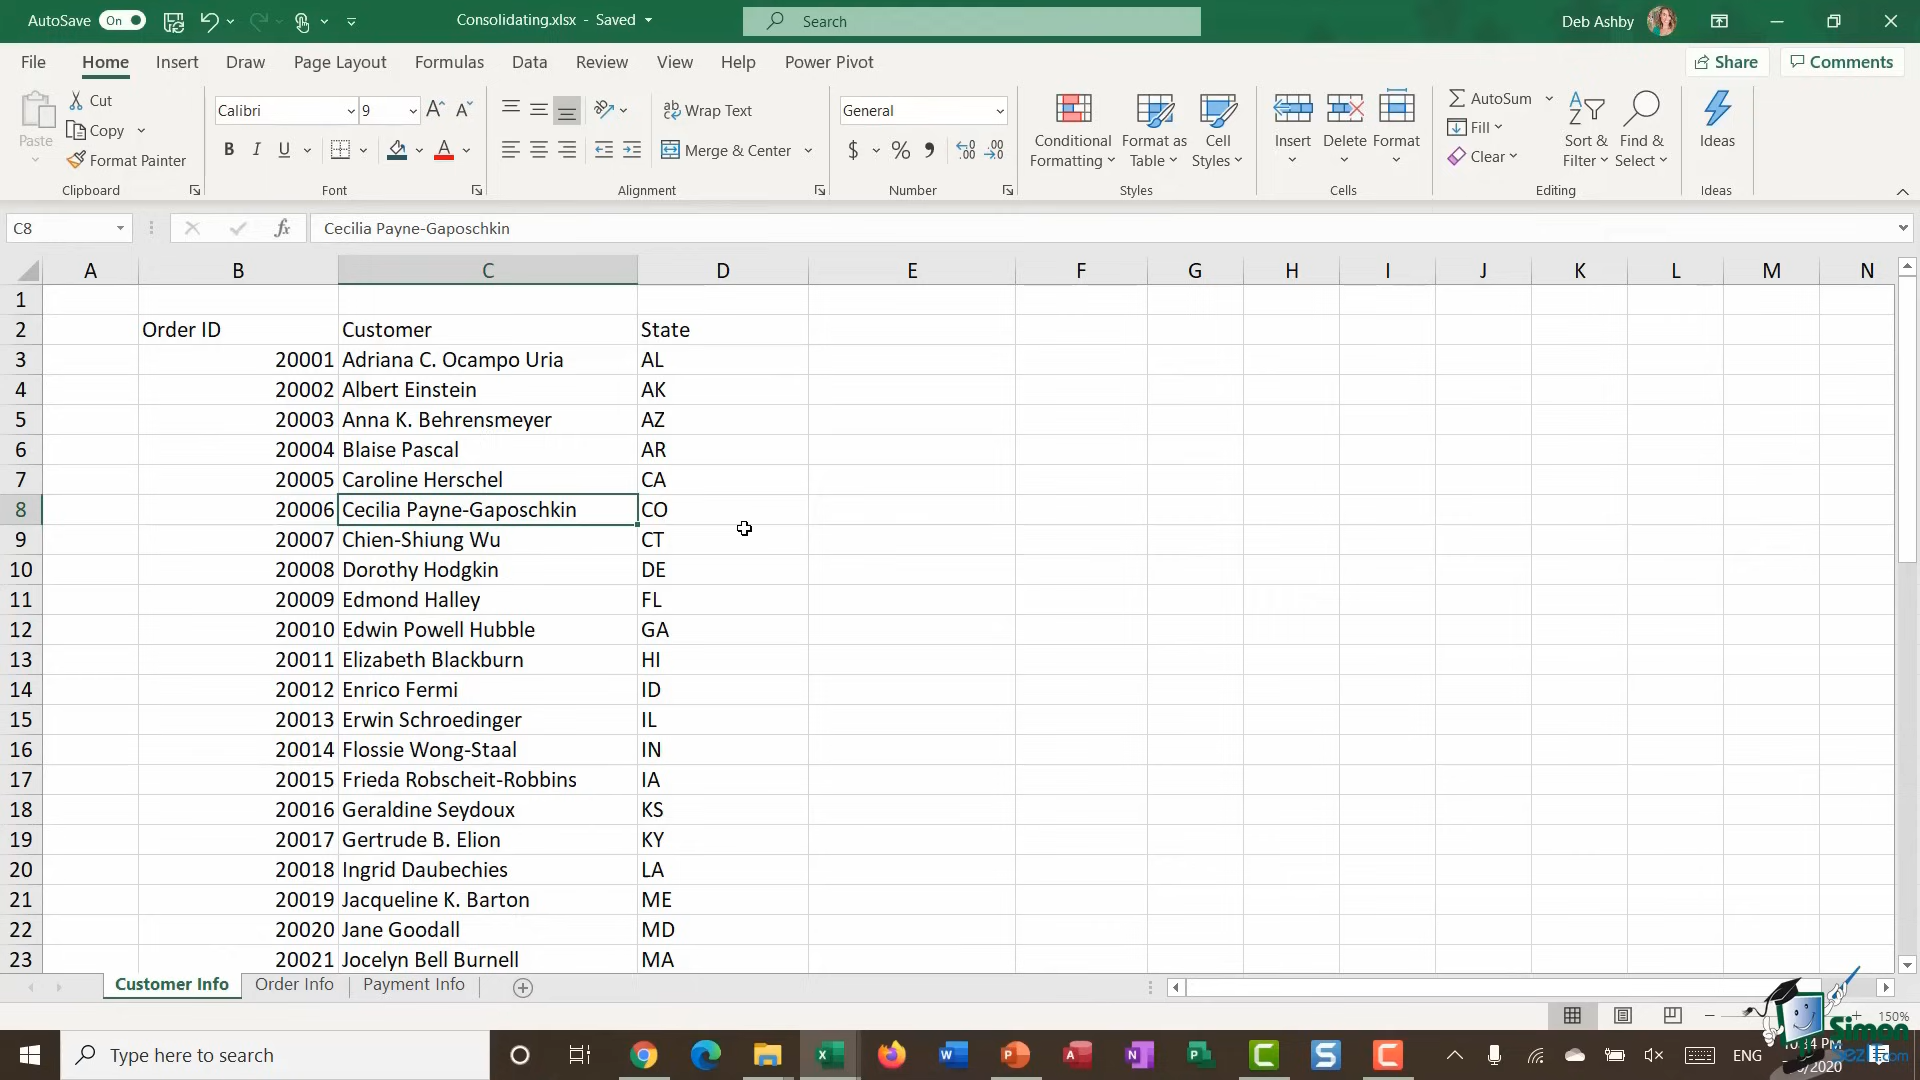 AutoSave On Consolidating.xlsx - Saved Search Deb Ashby
File Home Insert Draw Page Layout Formulas Data Review View Help Power Pivot Share Comments
Paste Cut Copy Format Painter Clipboard
Calibri 9 A A B I U A Font
Wrap Text Merge & Center Alignment
General $ % 9 .00 .00 Number
Conditional Formatting Format as Table Cell Styles Styles
Insert Delete Format Cells
AutoSum Fill Clear Sort & Filter Find & Select Editing
Ideas Ideas
C8 fx Cecilia Payne-Gaposchkin
A B C D E F G H I J K L M N
1
2 Order ID Customer State
3 20001 Adriana C. Ocampo Uria AL
4 20002 Albert Einstein AK
5 20003 Anna K. Behrensmeyer AZ
6 20004 Blaise Pascal AR
7 20005 Caroline Herschel CA
8 20006 Cecilia Payne-Gaposchkin CO
9 20007 Chien-Shiung Wu CT
10 20008 Dorothy Hodgkin DE
11 20009 Edmond Halley FL
12 20010 Edwin Powell Hubble GA
13 20011 Elizabeth Blackburn HI
14 20012 Enrico Fermi ID
15 20013 Erwin Schroedinger IL
16 20014 Flossie Wong-Staal IN
17 20015 Frieda Robscheit-Robbins IA
18 20016 Geraldine Seydoux KS
19 20017 Gertrude B. Elion KY
20 20018 Ingrid Daubechies LA
21 20019 Jacqueline K. Barton ME
22 20020 Jane Goodall MD
23 20021 Jocelyn Bell Burnell MA
Customer Info Order Info Payment Info
150%
Type here to search ENG
Simon Sezit.com